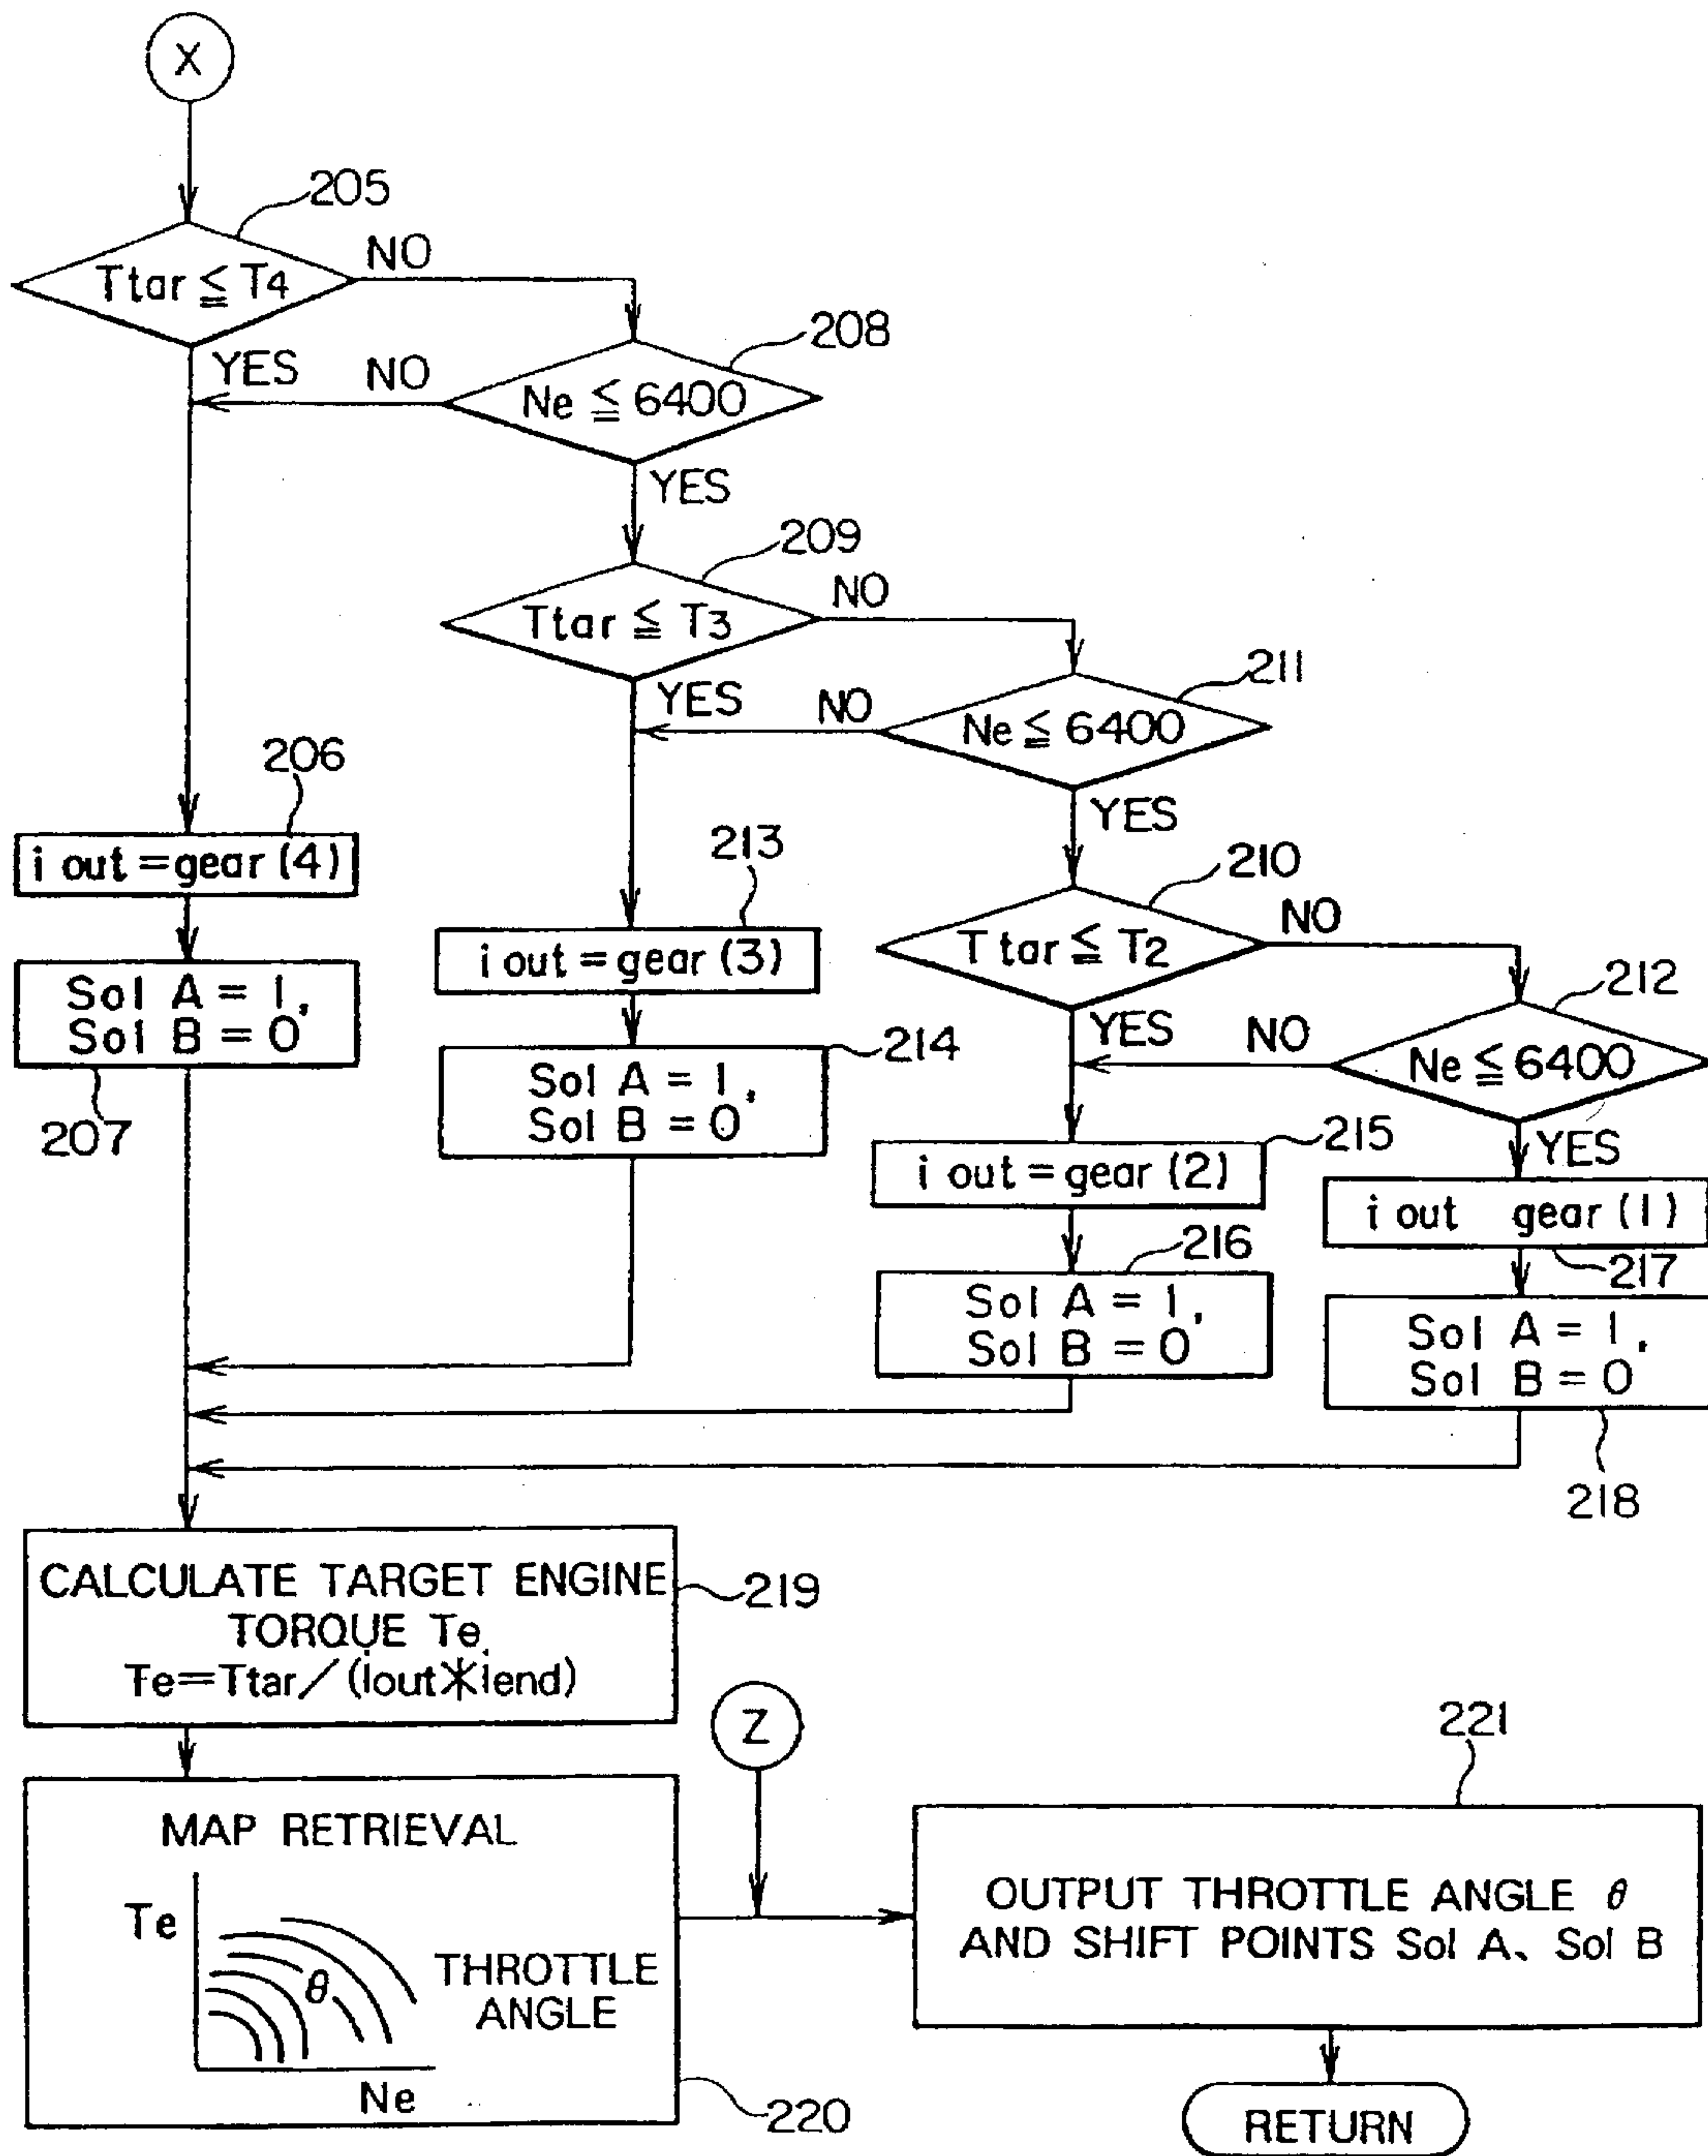 X
205
Ttar ≦ T4
NO
208
YES
NO
Ne ≦ 6400
YES
209
Ttar ≦ T3
NO
211
YES
NO
Ne ≦ 6400
206
YES
i out = gear (4)
213
210
i out = gear (3)
T tar ≦ T2
NO
Sol A = 1,
Sol B = 0
207
212
YES
NO
Ne ≦ 6400
214
Sol A = 1,
Sol B = 0
215
YES
i out = gear (2)
i out gear (1)
216
217
Sol A = 1,
Sol B = 0
Sol A = 1,
Sol B = 0
218
CALCULATE TARGET ENGINE
TORQUE Te
Te=Ttar/(iout*iend)
219
Z
221
MAP RETRIEVAL
Te
θ
THROTTLE
ANGLE
Ne
220
OUTPUT THROTTLE ANGLE θ
AND SHIFT POINTS Sol A、Sol B
RETURN